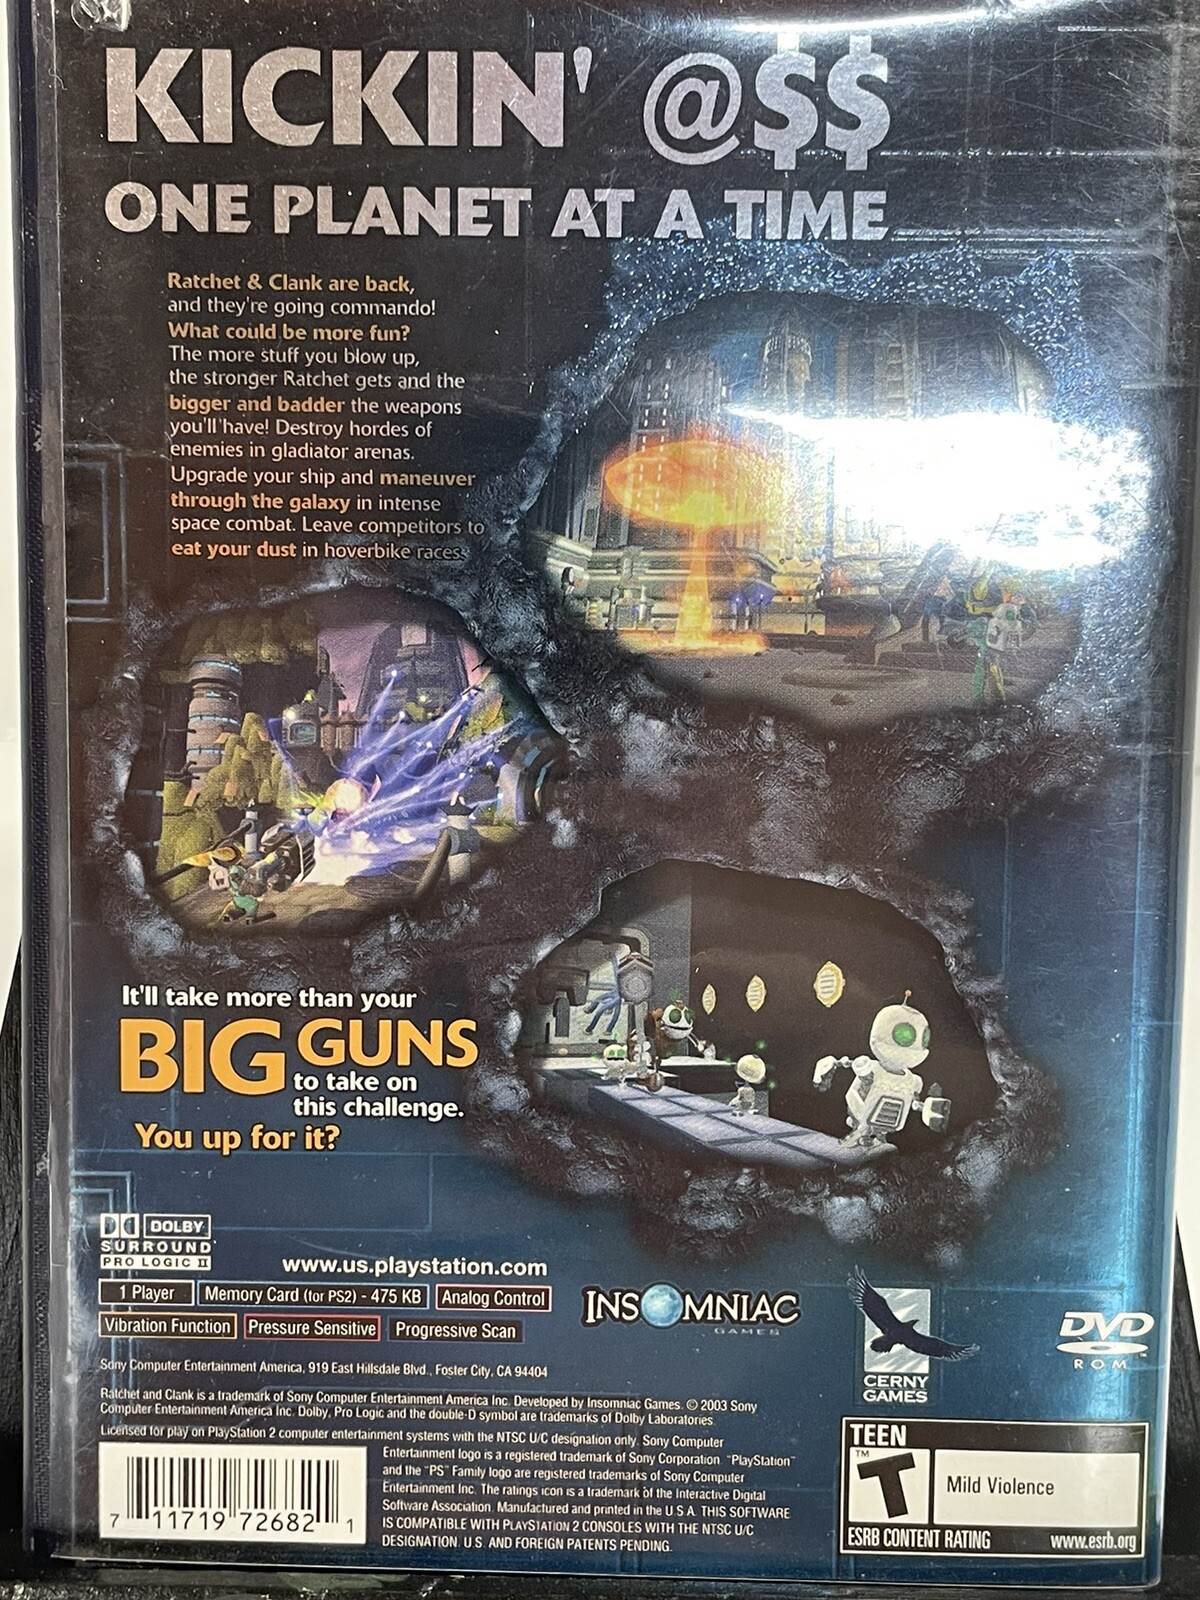 KICKIN' @$$
ONE PLANET AT A TIME
Ratchet & Clank are back,
and they're going commando!
What could be more fun?
The more stuff you blow up,
the stronger Ratchet gets and the
bigger and badder the weapons
you'll have! Destroy hordes of
enemies in gladiator arenas.
Upgrade your ship and maneuver
through the galaxy in intense
space combat. Leave competitors to
eat your dust in hoverbike races.
It'll take more than your
BIG GUNS
to take on
this challenge.
You up for it?
DOLBY
SURROUND
PRO LOGIC II
www.us.playstation.com
1 Player
Memory Card (for PS2) - 475 KB
Analog Control
Vibration Function
Pressure Sensitive
Progressive Scan
INSOMNIAC
GAMES
CERNY
GAMES
DVD
ROM
Sony Computer Entertainment America, 919 East Hillsdale Blvd., Foster City, CA 94404
Ratchet and Clank is a trademark of Sony Computer Entertainment America Inc. Developed by Insomniac Games. © 2003 Sony
Computer Entertainment America Inc. Dolby, Pro Logic and the double-D symbol are trademarks of Dolby Laboratories.
Licensed for play on PlayStation 2 computer entertainment systems with the NTSC U/C designation only. Sony Computer
Entertainment logo is a registered trademark of Sony Corporation. "PlayStation"
and the "PS" Family logo are registered trademarks of Sony Computer
Entertainment Inc. The ratings icon is a trademark of the Interactive Digital
Software Association. Manufactured and printed in the U.S.A. THIS SOFTWARE
IS COMPATIBLE WITH PLAYSTATION 2 CONSOLES WITH THE NTSC U/C
DESIGNATION. U.S. AND FOREIGN PATENTS PENDING.
7 11719 72682 1
TEEN
T
TM
Mild Violence
ESRB CONTENT RATING www.esrb.org